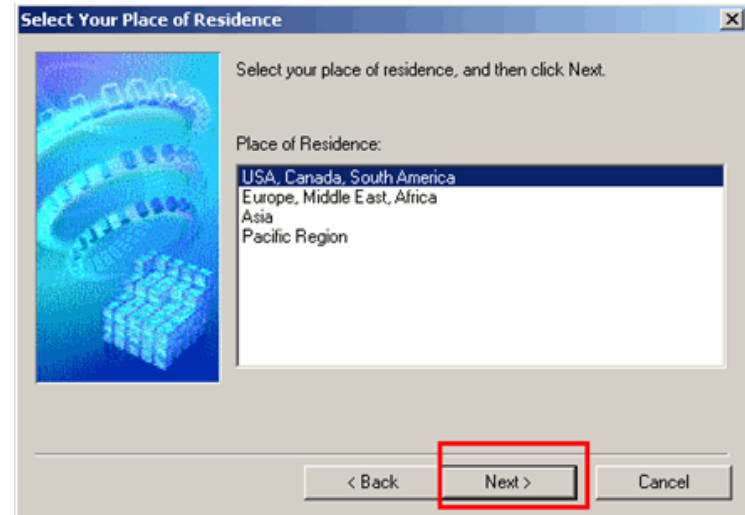 Select Your Place of Residence
Select your place of residence, and then click Next.
Place of Residence:
USA, Canada, South America
Europe, Middle East, Africa
Asia
Pacific Region
< Back
Next >
Cancel